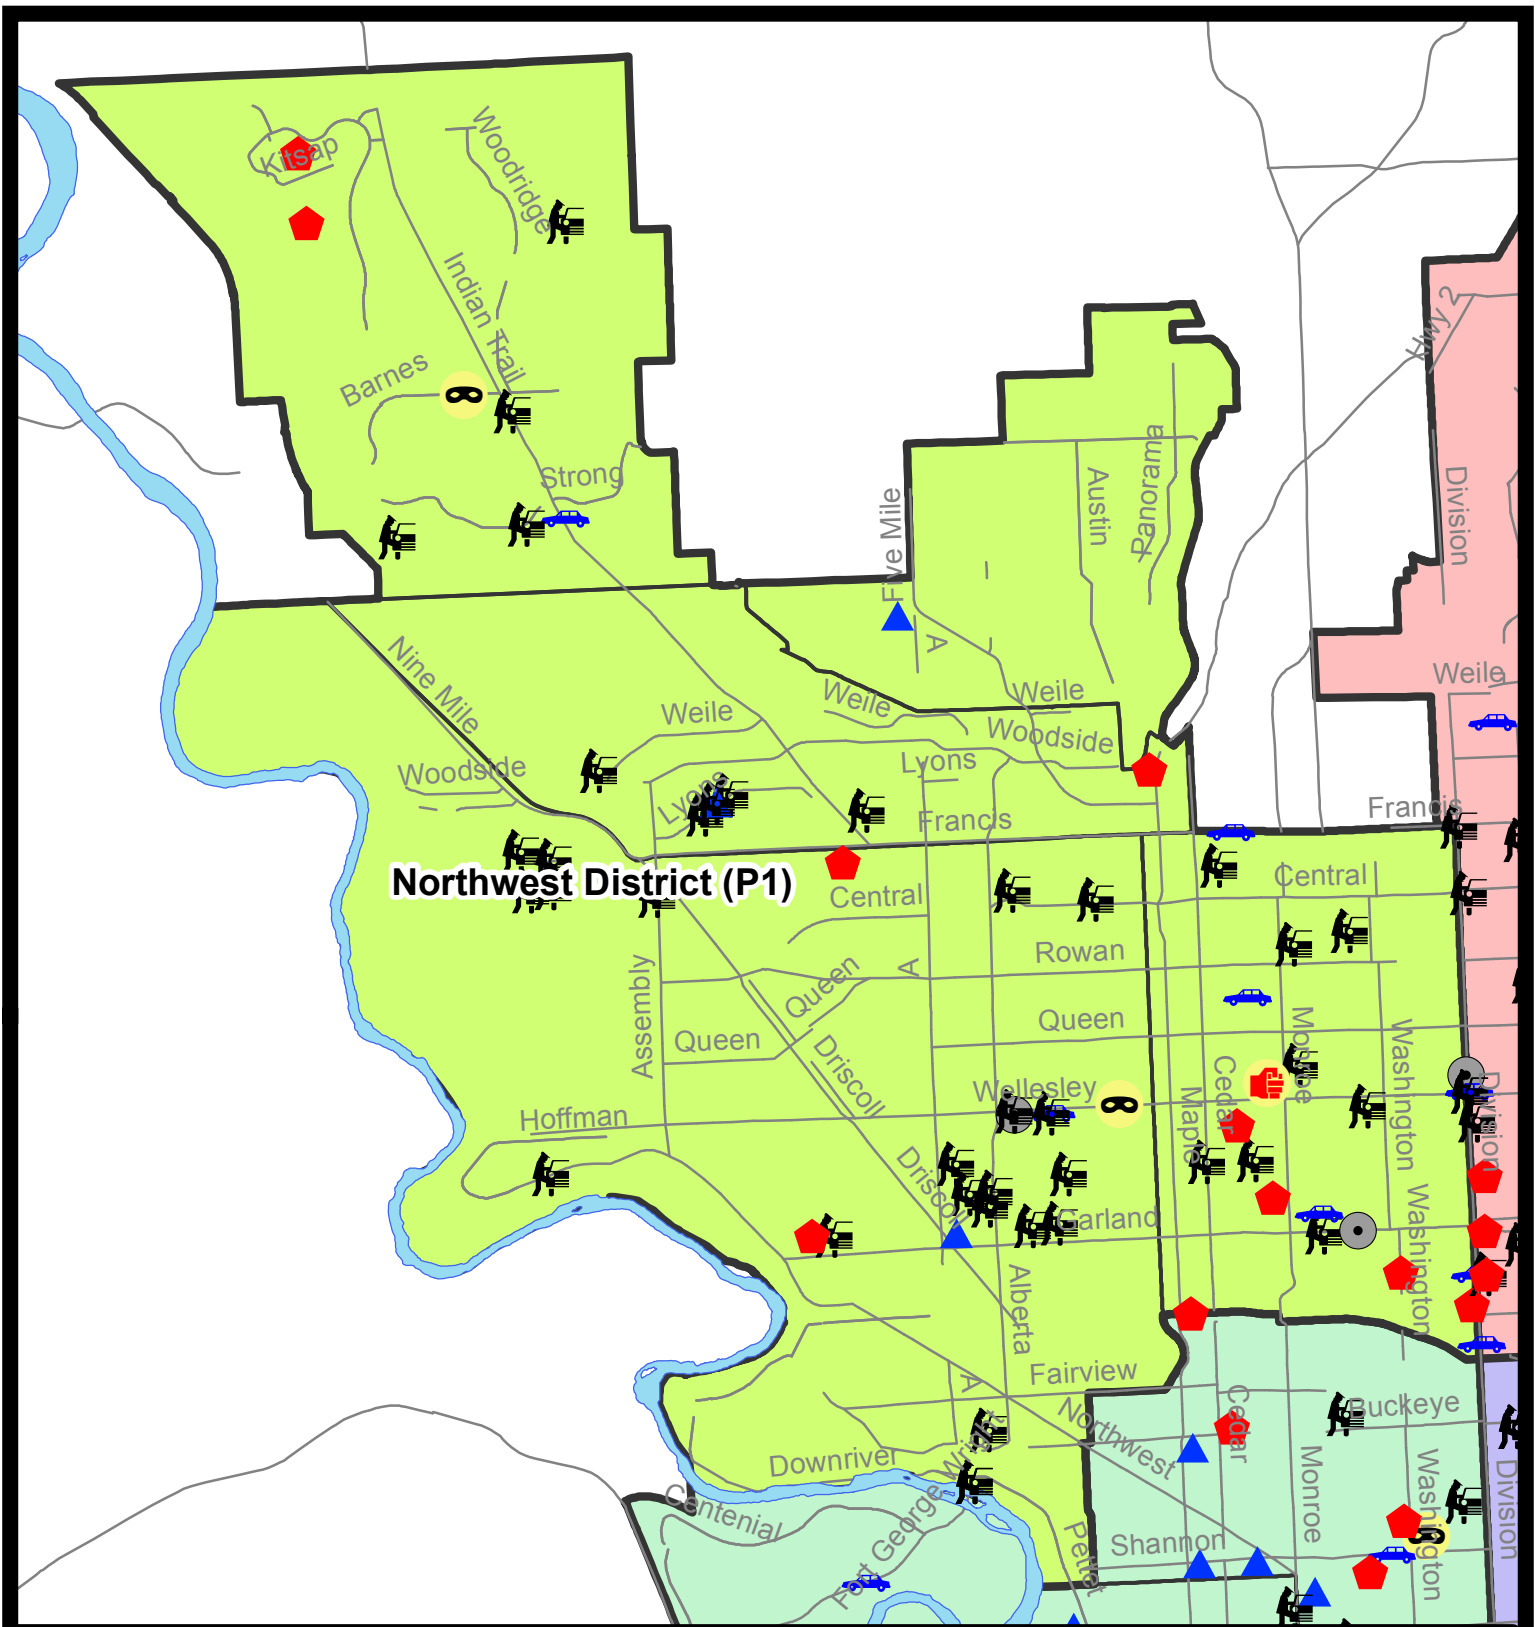 Kitsap
Woodridge
Indian Trail
Hwy 2
Barnes
Strong
Panorama
Austin
Division
Five Mile
A
Nine Mile
Weile
Weile
Weile
Weile
Woodside
Woodside
Lyons
Lyons
Francis
Francis
Northwest District (P1)
Central
Central
Rowan
A
Queen
Queen
Queen
Assembly
Driscoll
Monroe
Washington
Cedar
Maple
Wellesley
Hoffman
Division
Driscoll
Garland
Washington
Alberta
Fairview
A
Cedar
Buckeye
Northwest
Downriver
Fort George Wright
Monroe
Washington
Division
Centenial
Shannon
Pettet